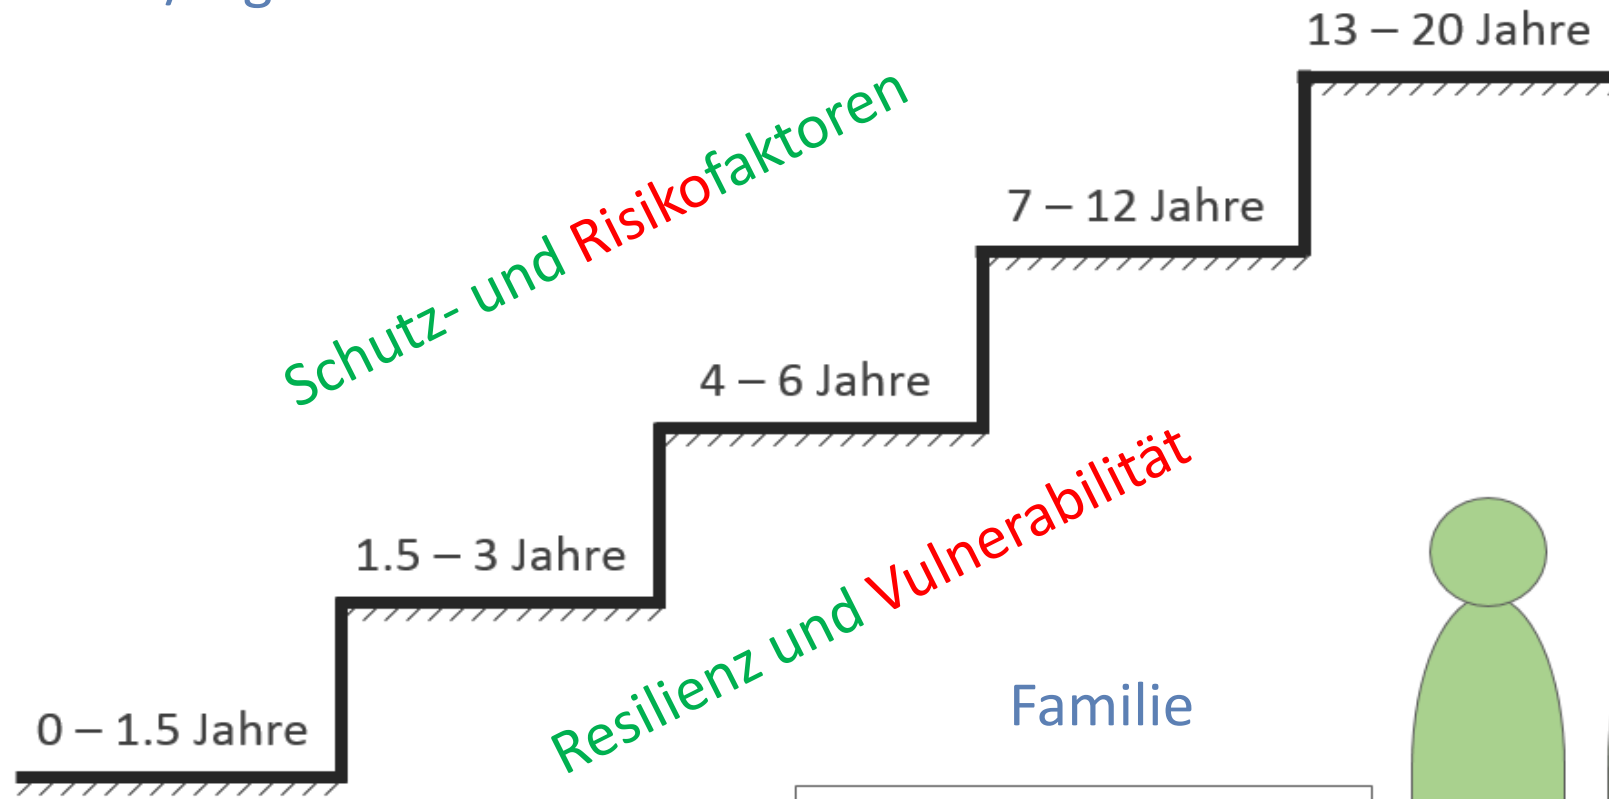 13 – 20 Jahre
Schutz- und Risikofaktoren
7 – 12 Jahre
4 – 6 Jahre
Resilienz und Vulnerabilität
1.5 – 3 Jahre
Familie
0 – 1.5 Jahre